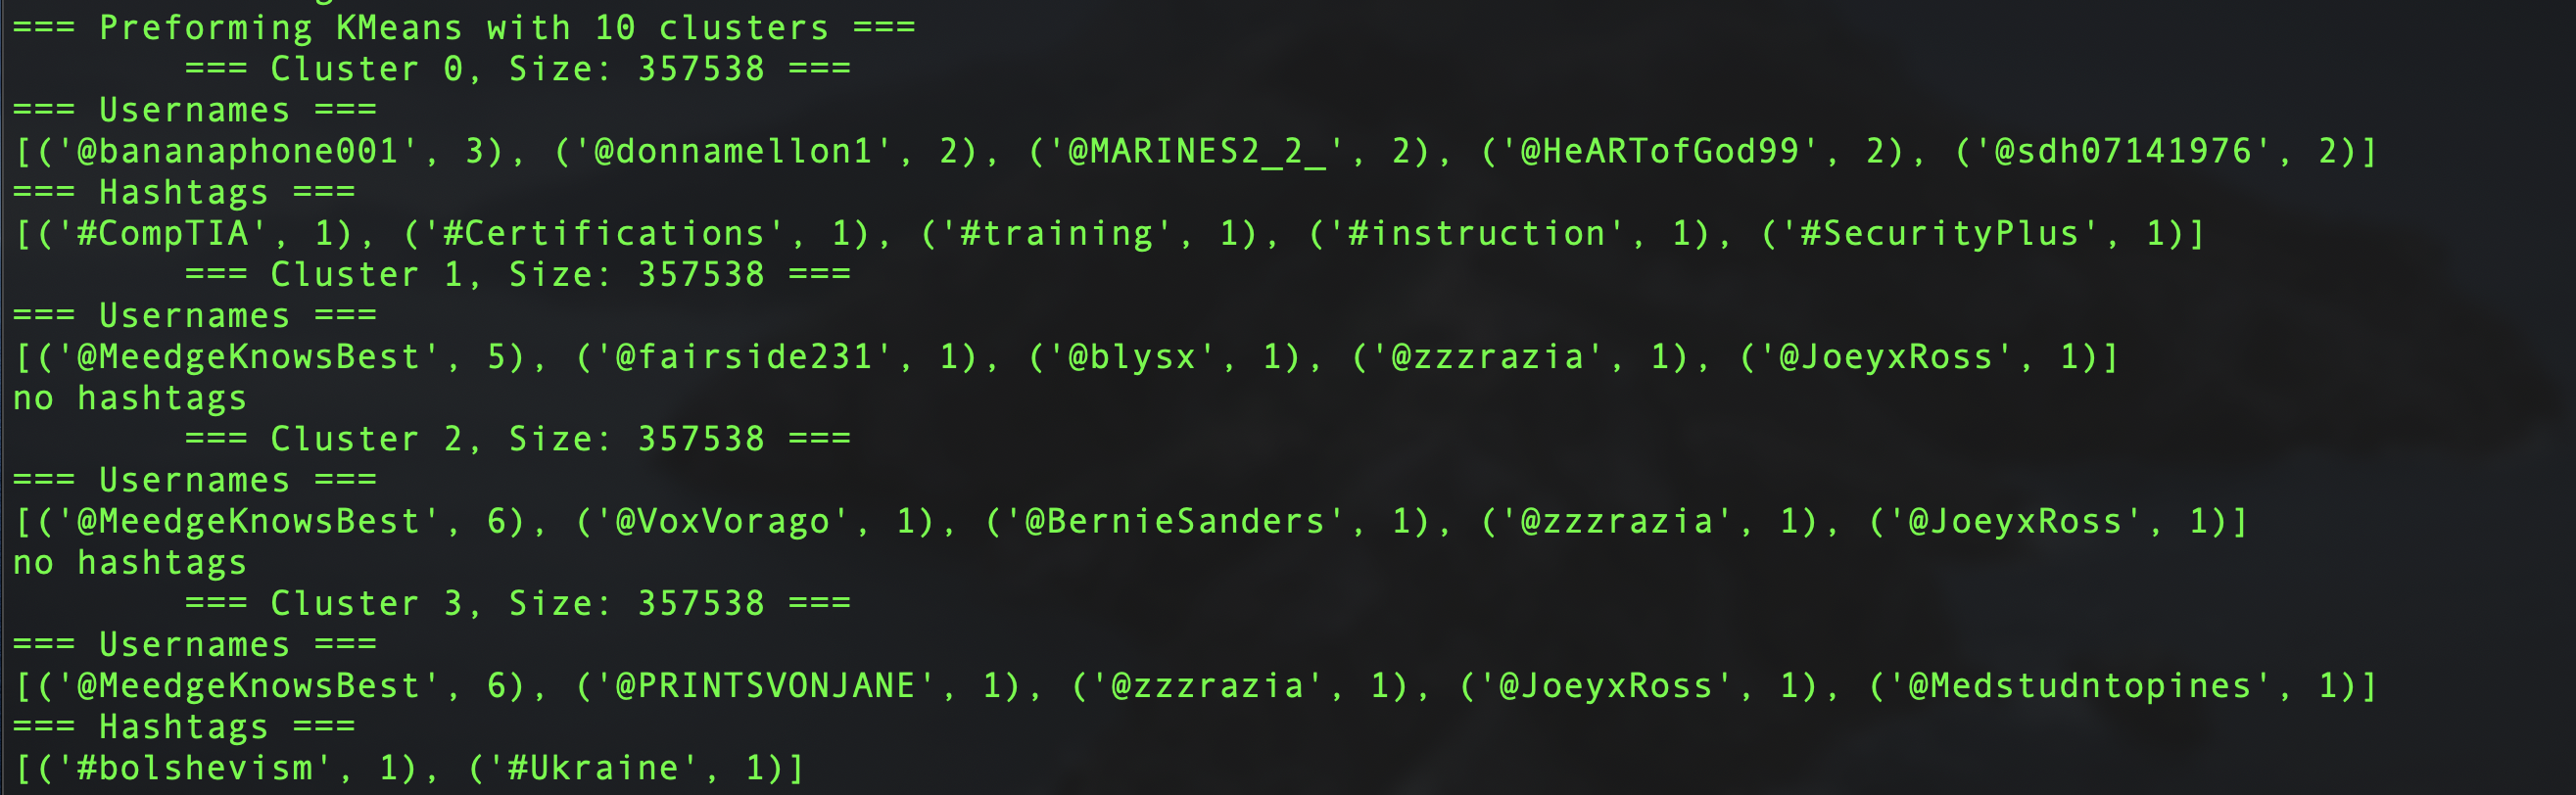 === Preforming KMeans with 10 clusters ===
=== Cluster 0, Size: 357538 ===
=== Usernames ===
[('@bananaphone001', 3), ('@donnamellon1', 2), ('@MARINES2_2_', 2), ('@HeARTofGod99', 2), ('@sdh07141976', 2)]
=== Hashtags ===
[('#CompTIA', 1), ('#Certifications', 1), ('#training', 1), ('#instruction', 1), ('#SecurityPlus', 1)]
=== Cluster 1, Size: 357538 ===
=== Usernames ===
[('@MeedgeKnowsBest', 5), ('@fairside231', 1), ('@blysx', 1), ('@zzzrazia', 1), ('@JoeyxRoss', 1)]
no hashtags
=== Cluster 2, Size: 357538 ===
=== Usernames ===
[('@MeedgeKnowsBest', 6), ('@VoxVorago', 1), ('@BernieSanders', 1), ('@zzzrazia', 1), ('@JoeyxRoss', 1)]
no hashtags
=== Cluster 3, Size: 357538 ===
=== Usernames ===
[('@MeedgeKnowsBest', 6), ('@PRINTSVONJANE', 1), ('@zzzrazia', 1), ('@JoeyxRoss', 1), ('@Medstudntopines', 1)]
=== Hashtags ===
[('#bolshevism', 1), ('#Ukraine', 1)]